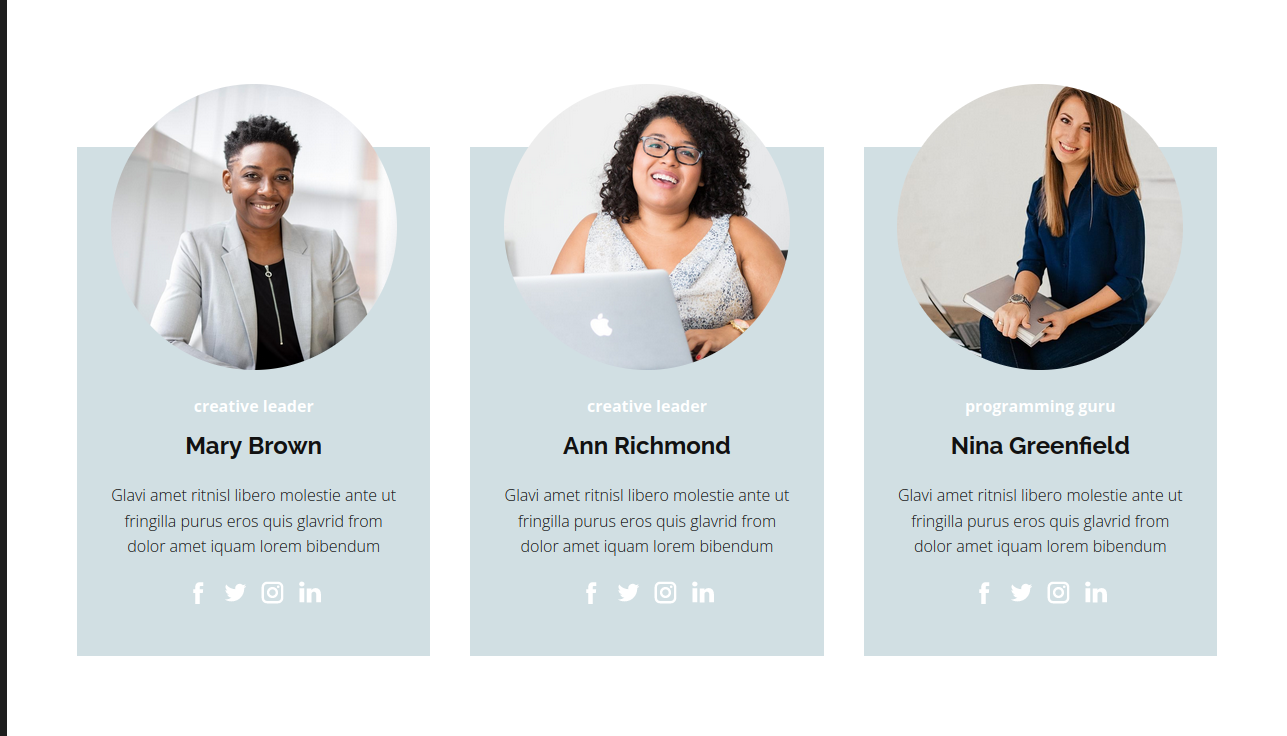 creative leader
Mary Brown
Glavi amet ritnisl libero molestie ante ut
fringilla purus eros quis glavrid from
dolor amet iquam lorem bibendum
creative leader
Ann Richmond
Glavi amet ritnisl libero molestie ante ut
fringilla purus eros quis glavrid from
dolor amet iquam lorem bibendum
programming guru
Nina Greenfield
Glavi amet ritnisl libero molestie ante ut
fringilla purus eros quis glavrid from
dolor amet iquam lorem bibendum